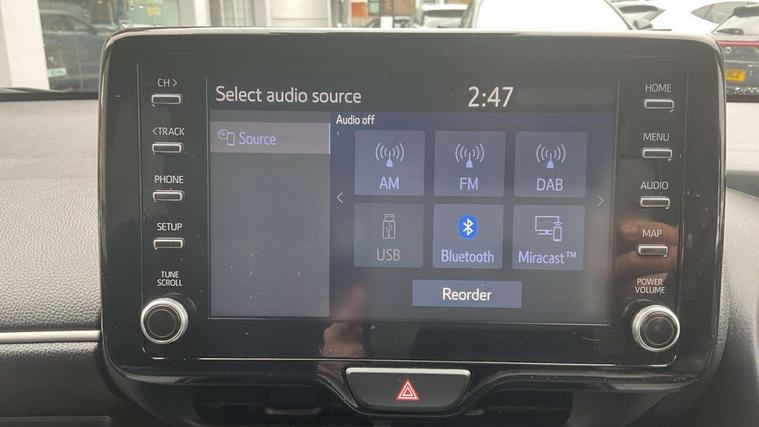 CH >
<TRACK
PHONE
SETUP
TUNE
SCROLL
Select audio source
2:47
Source
Audio off
AM
FM
DAB
USB
Bluetooth
Miracast™
Reorder
HOME
MENU
AUDIO
MAP
POWER
VOLUME